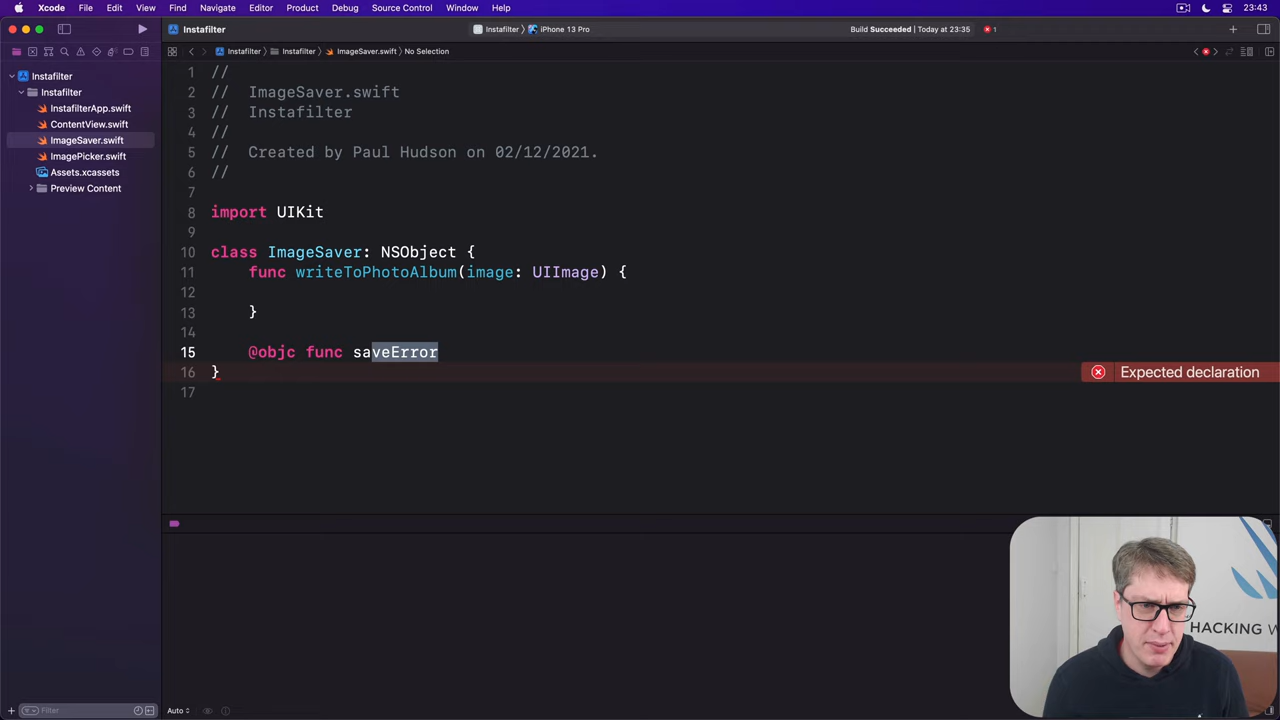 Xcode File Edit View Find Navigate Editor Product Debug Source Control Window Help 23:43
Instafilter Instafilter iPhone 13 Pro Build Succeeded | Today at 23:35 1
Instafilter Instafilter ImageSaver.swift No Selection
Instafilter
Instafilter
InstafilterApp.swift
ContentView.swift
ImageSaver.swift
ImagePicker.swift
Assets.xcassets
Preview Content
1 //
2 // ImageSaver.swift
3 // Instafilter
4 //
5 // Created by Paul Hudson on 02/12/2021.
6 //
7
8 import UIKit
9
10 class ImageSaver: NSObject {
11 func writeToPhotoAlbum(image: UIImage) {
12
13 }
14
15 @objc func saveError
16 } Expected declaration
17
HACKING W
Filter Auto